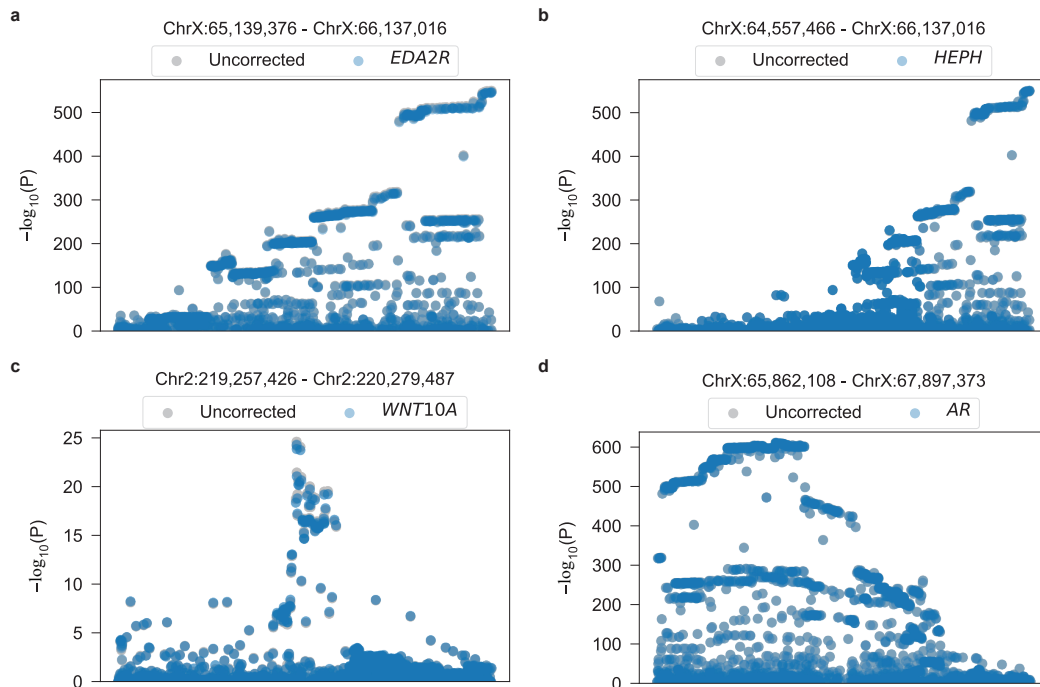 a
ChrX:65,139,376 - ChrX:66,137,016
Uncorrected EDA2R
500
400
300
200
100
0
−log10(P)
b
ChrX:64,557,466 - ChrX:66,137,016
Uncorrected HEPH
500
400
300
200
100
0
−log10(P)
c
Chr2:219,257,426 - Chr2:220,279,487
Uncorrected WNT10A
25
20
15
10
5
0
−log10(P)
d
ChrX:65,862,108 - ChrX:67,897,373
Uncorrected AR
600
500
400
300
200
100
0
−log10(P)